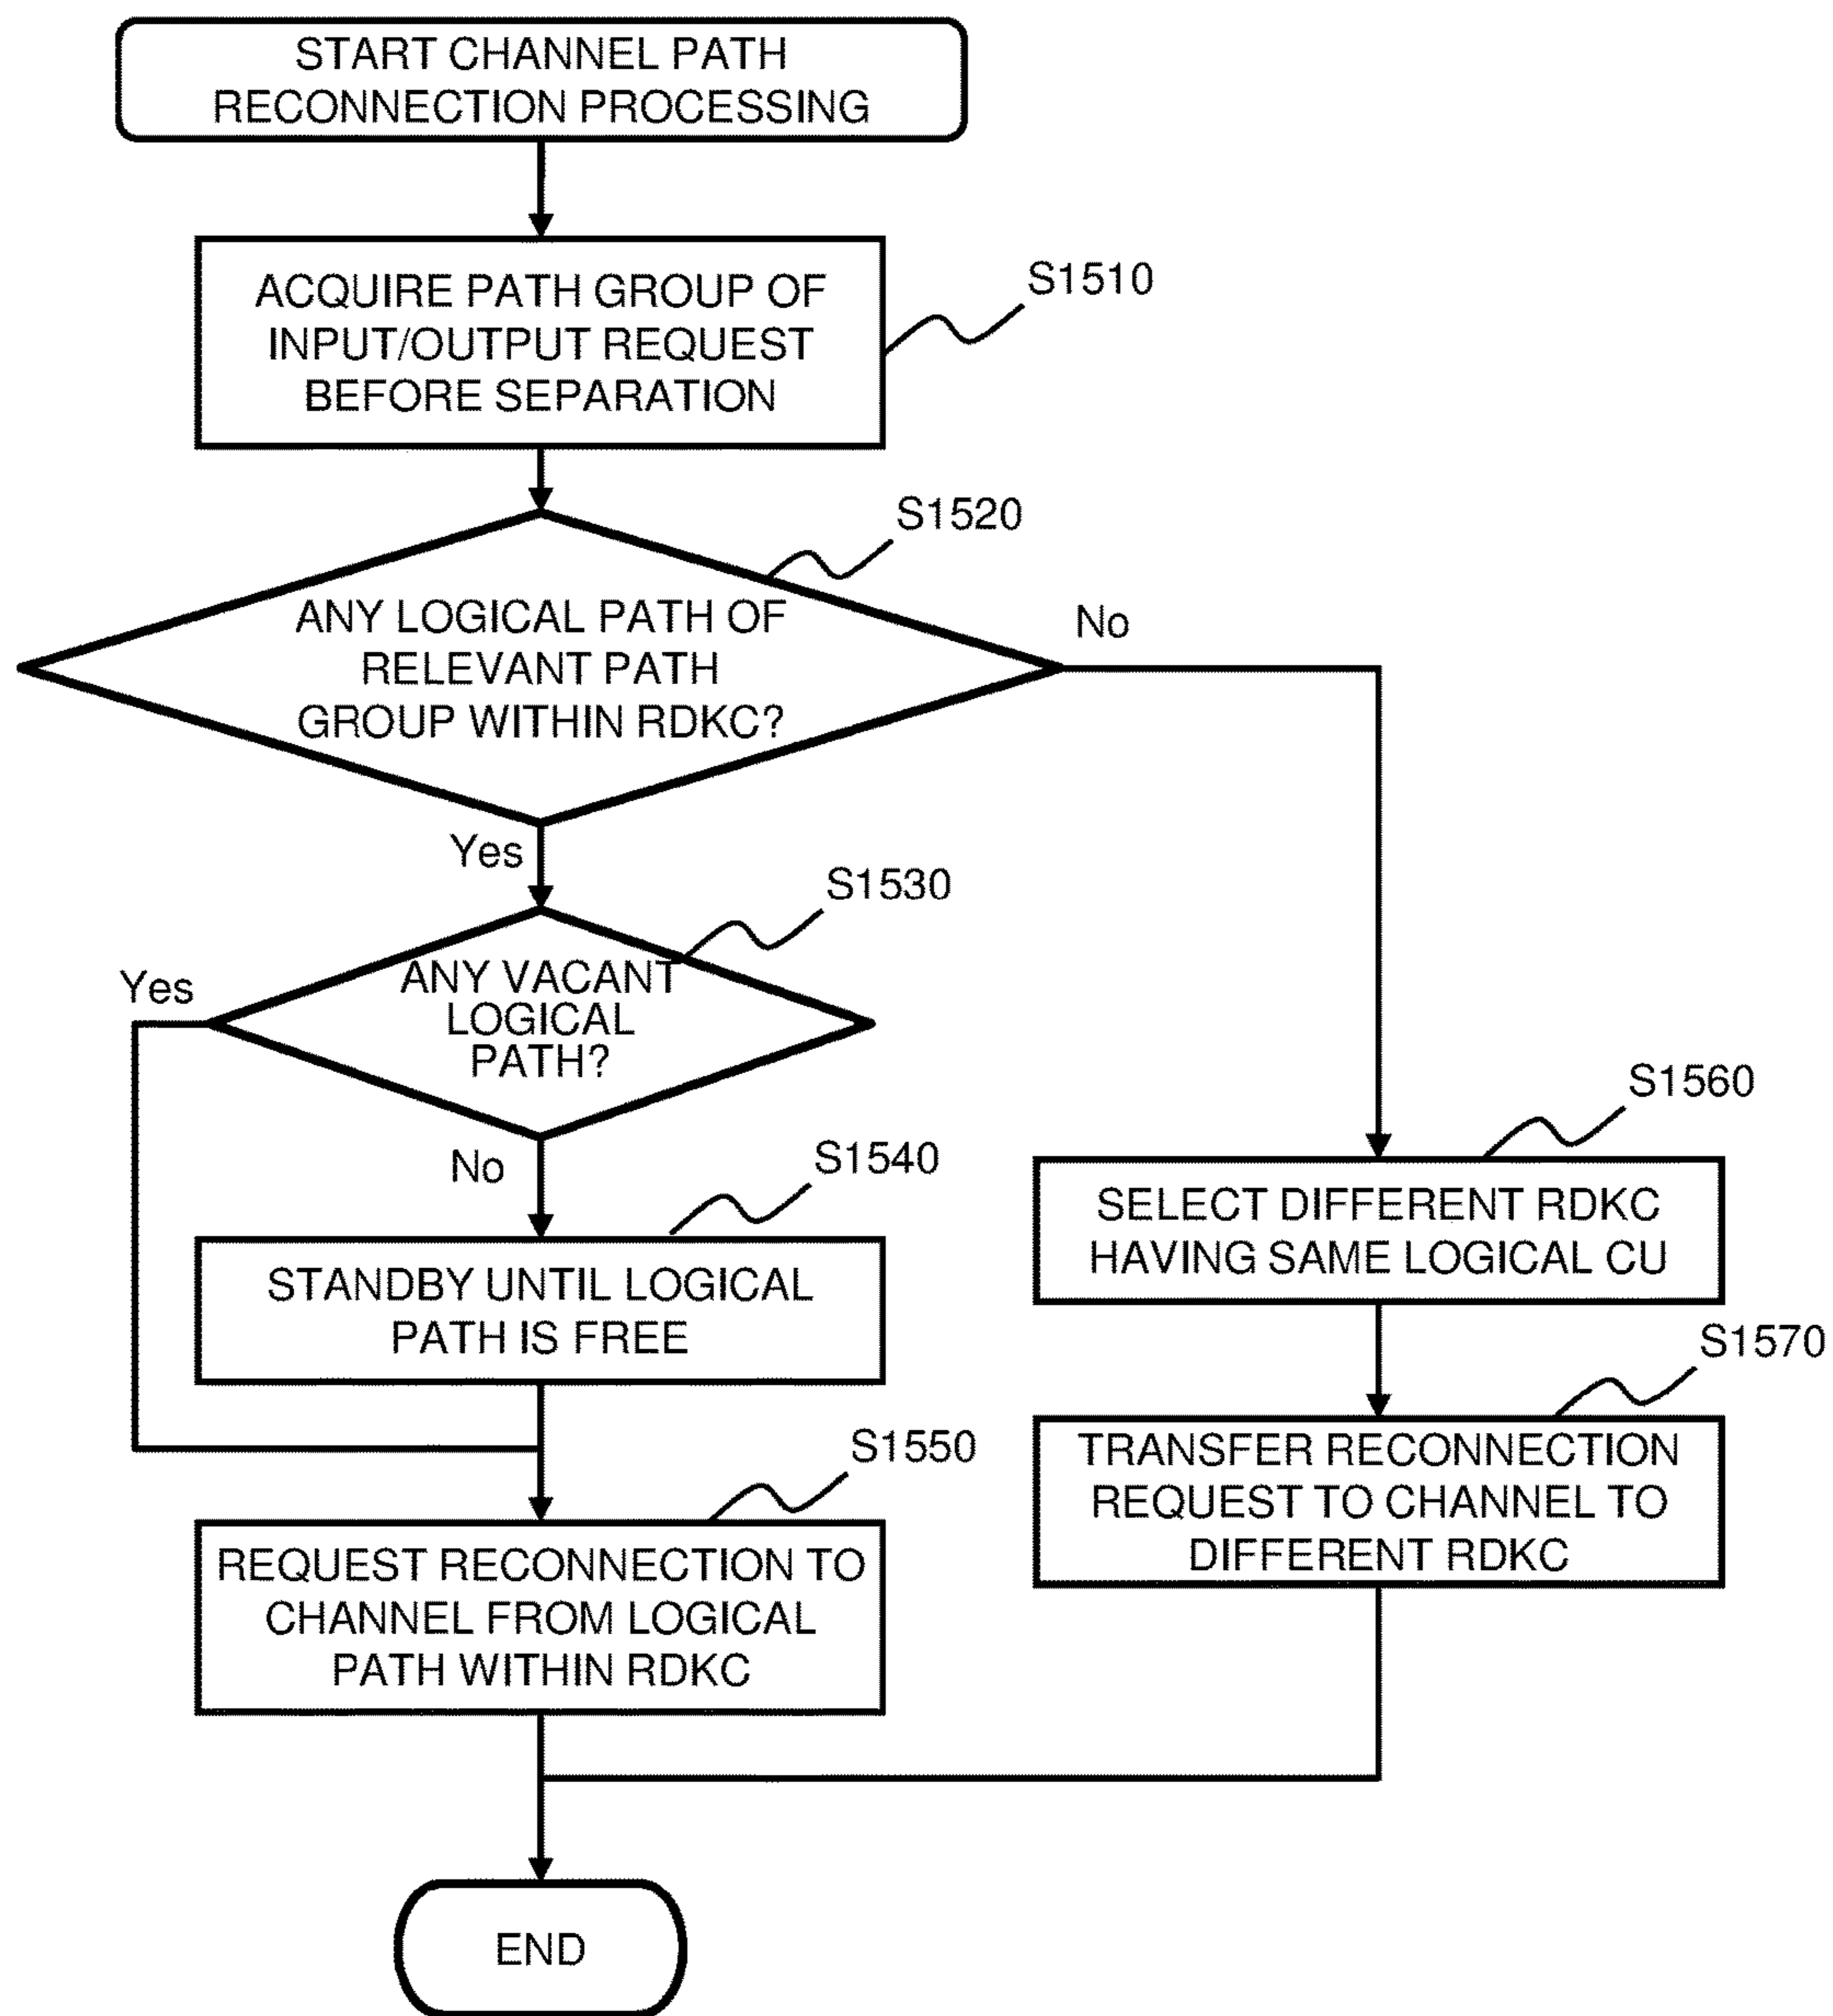 START CHANNEL PATH
RECONNECTION PROCESSING
ACQUIRE PATH GROUP OF
INPUT/OUTPUT REQUEST
BEFORE SEPARATION
S1510
S1520
ANY LOGICAL PATH OF
RELEVANT PATH
GROUP WITHIN RDKC?
No
Yes
S1530
ANY VACANT
LOGICAL
PATH?
Yes
No
S1540
STANDBY UNTIL LOGICAL
PATH IS FREE
S1550
REQUEST RECONNECTION TO
CHANNEL FROM LOGICAL
PATH WITHIN RDKC
S1560
SELECT DIFFERENT RDKC
HAVING SAME LOGICAL CU
S1570
TRANSFER RECONNECTION
REQUEST TO CHANNEL TO
DIFFERENT RDKC
END